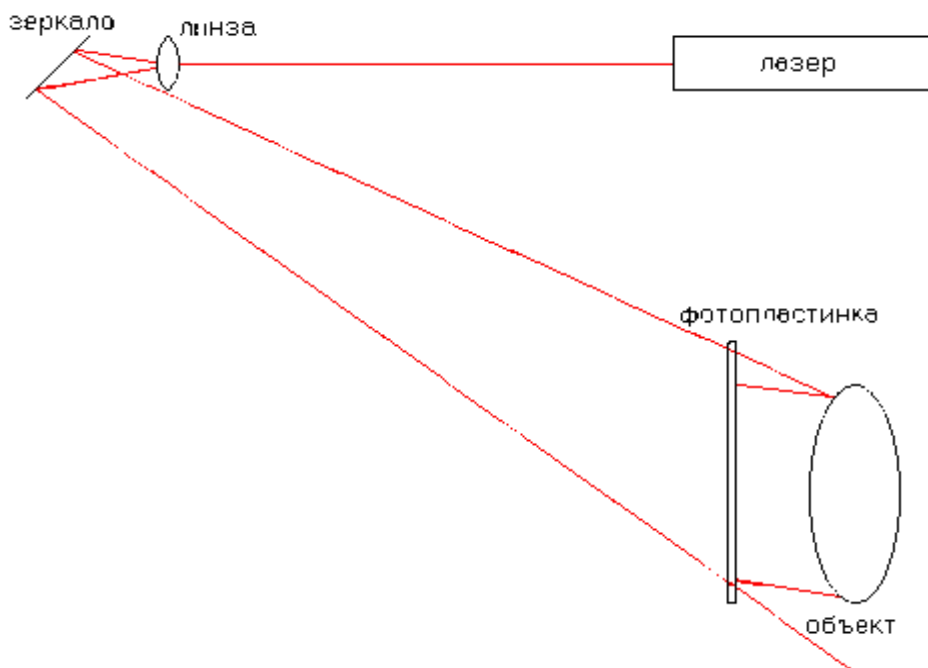 зеркало
линза
лазер
фотопластинка
объект